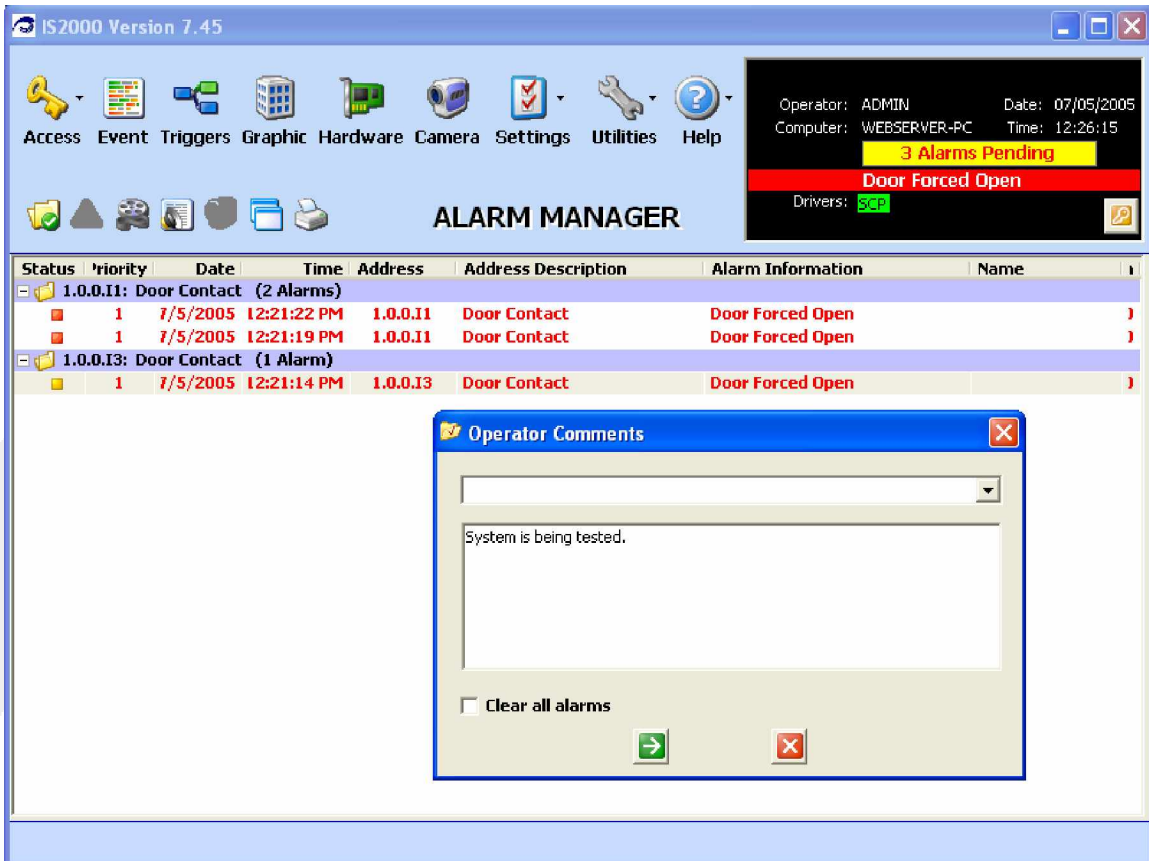 IS2000 Version 7.45
Access Event Triggers Graphic Hardware Camera Settings Utilities Help
Operator: ADMIN Date: 07/05/2005
Computer: WEBSERVER-PC Time: 12:26:15
3 Alarms Pending
Door Forced Open
Drivers: SCP
ALARM MANAGER
Status Priority Date Time Address Address Description Alarm Information Name
1.0.0.I1: Door Contact (2 Alarms)
1 7/5/2005 12:21:22 PM 1.0.0.I1 Door Contact Door Forced Open
1 7/5/2005 12:21:19 PM 1.0.0.I1 Door Contact Door Forced Open
1.0.0.I3: Door Contact (1 Alarm)
1 7/5/2005 12:21:14 PM 1.0.0.I3 Door Contact Door Forced Open
Operator Comments
System is being tested.
Clear all alarms